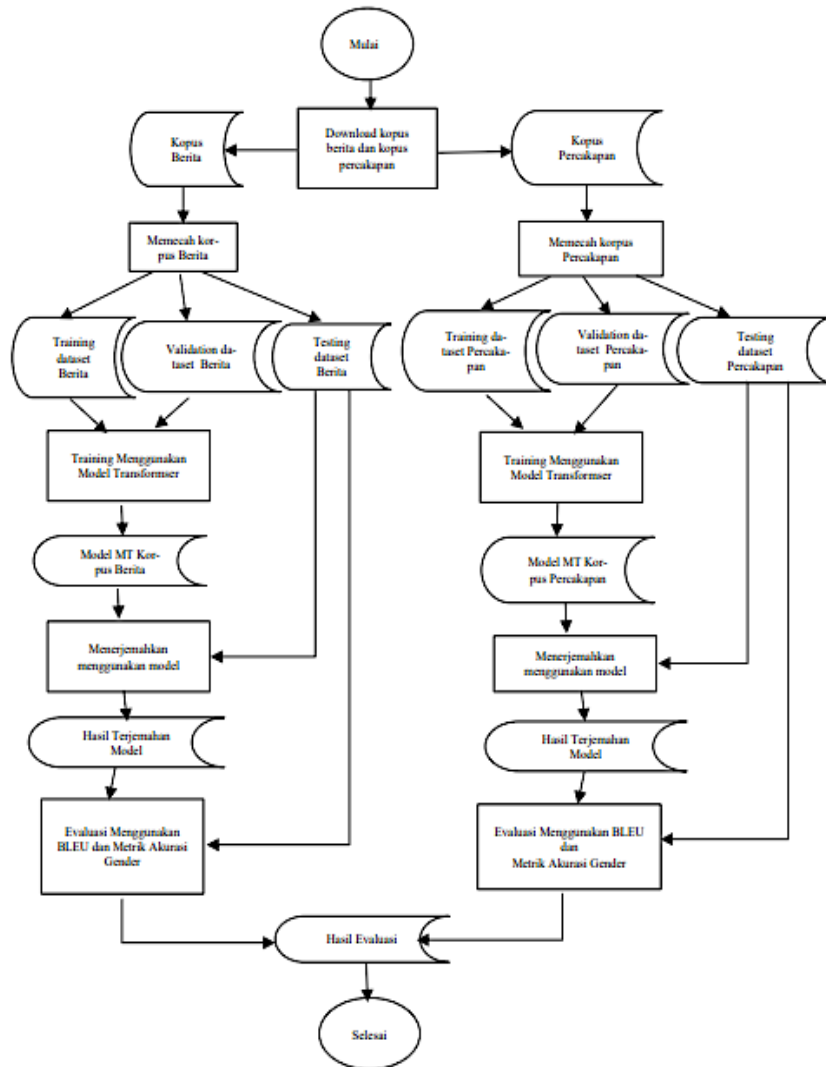 Mulai
Kopus
Berita
Download kopus
berita dan kopus
percakapan
Kopus
Percakapan
Memecah kor-
pus Berita
Memecah korpus
Percakapan
Training
dataset
Berita
Validation da-
taset Berita
Testing
dataset
Berita
Training da-
taset Percaka-
pan
Validation da-
taset Percaka-
pan
Testing
dataset
Percakapan
Training Menggunakan
Model Transformser
Training Menggunakan
Model Transformser
Model MT Kor-
pus Berita
Model MT Kor-
pus Percakapan
Menerjemahkan
menggunakan model
Menerjemahkan
menggunakan model
Hasil Terjemahan
Model
Hasil Terjemahan
Model
Evaluasi Menggunakan
BLEU dan Metrik Akurasi
Gender
Evaluasi Menggunakan BLEU
dan
Metrik Akurasi Gender
Hasil Evaluasi
Selesai